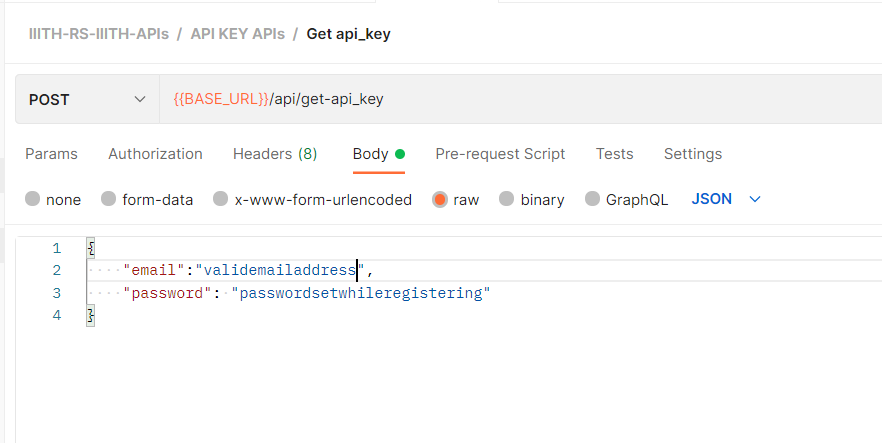 IIITH-RS-IIITH-APIs / API KEY APIs / Get api_key
POST {{BASE_URL}}/api/get-api_key
Params Authorization Headers (8) Body Pre-request Script Tests Settings
none form-data x-www-form-urlencoded raw binary GraphQL JSON
1 {
2 "email":"validemailaddress",
3 "password": "passwordsetwhileregistering"
4 }